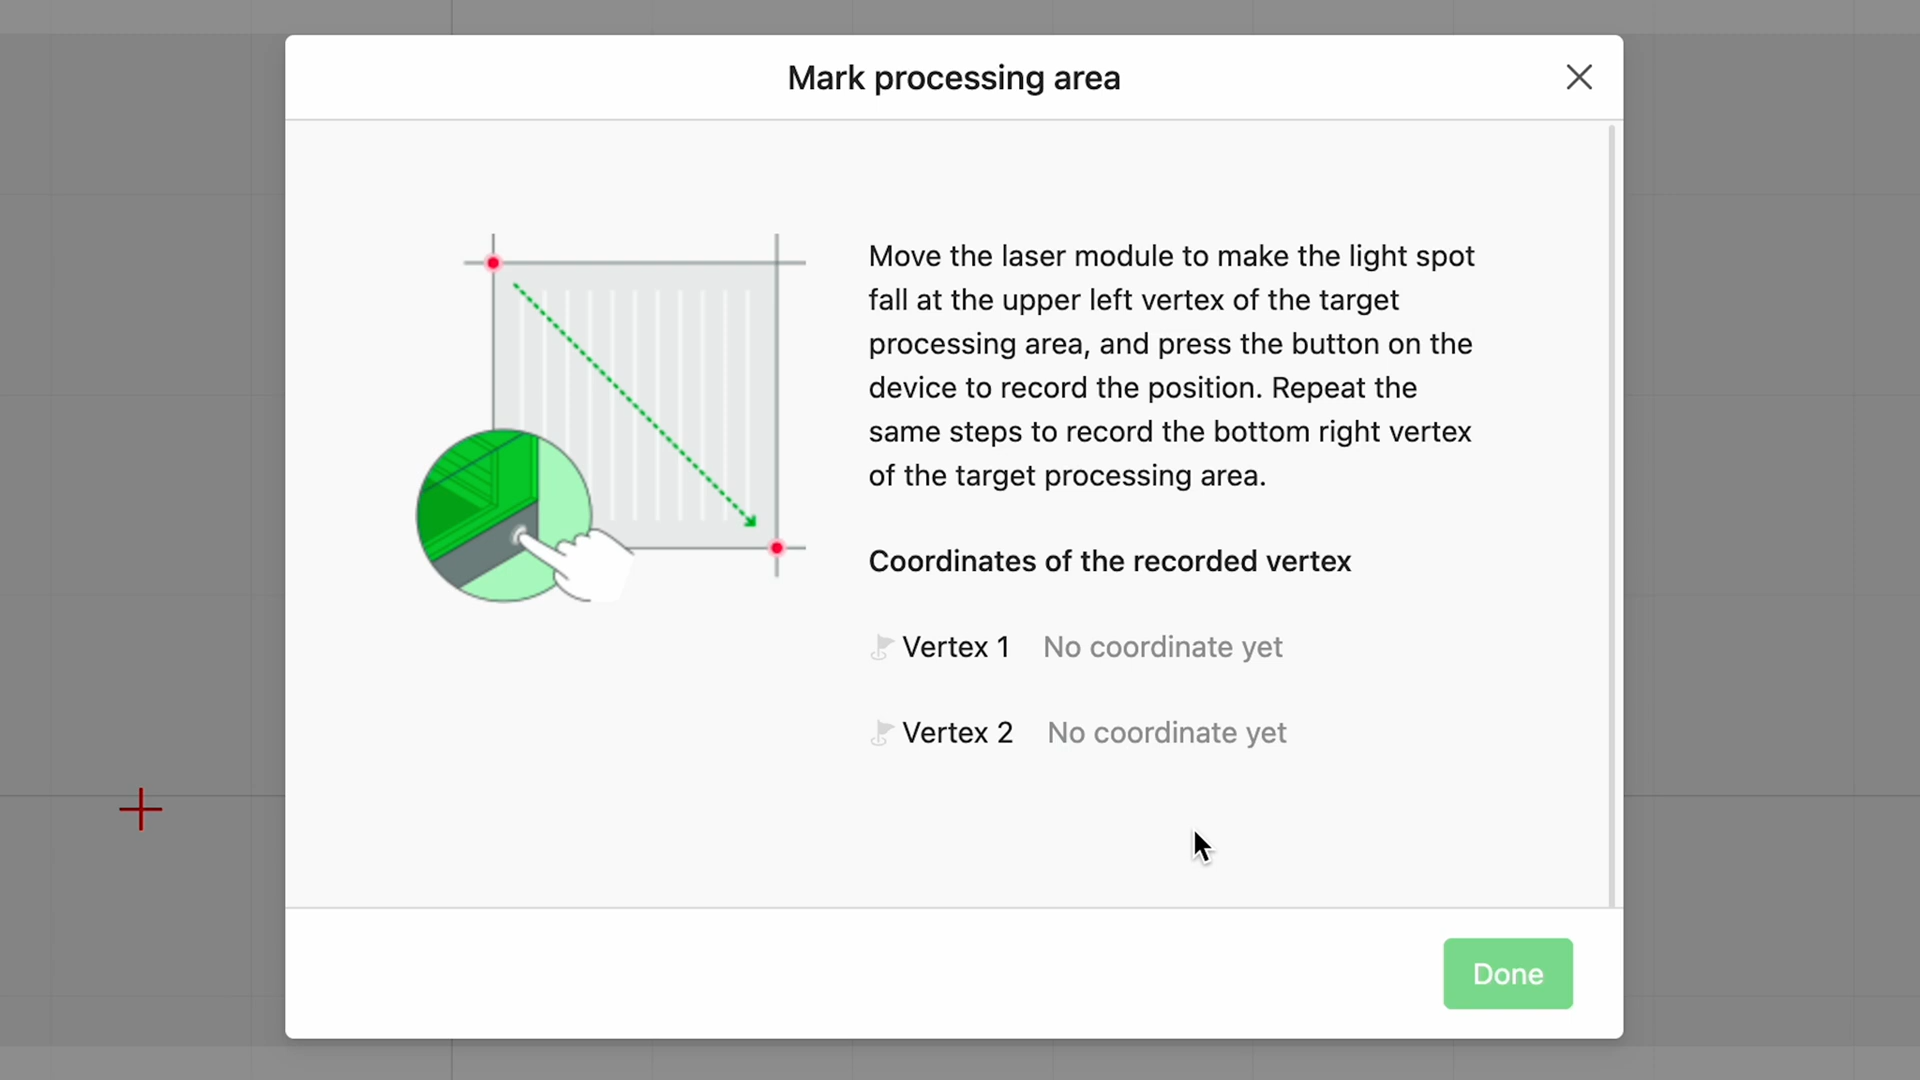 Mark processing area
Move the laser module to make the light spot
fall at the upper left vertex of the target
processing area, and press the button on the
device to record the position. Repeat the
same steps to record the bottom right vertex
of the target processing area.
Coordinates of the recorded vertex
Vertex 1 No coordinate yet
Vertex 2 No coordinate yet
Done